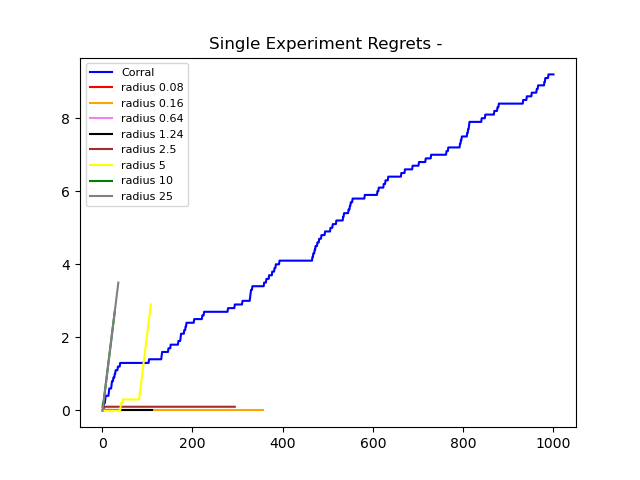 Single Experiment Regrets -
Corral
radius 0.08
radius 0.16
radius 0.64
radius 1.24
radius 2.5
radius 5
radius 10
radius 25
8
6
4
2
0
0 200 400 600 800 1000